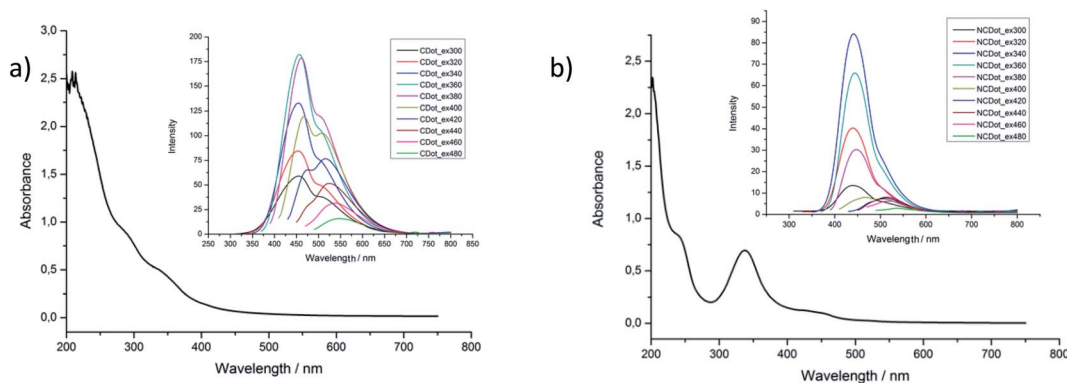 a)
3,0
2,5
2,0
1,5
1,0
0,5
0,0
Absorbance
200 300 400 500 600 700 800
Wavelength / nm
200
175
150
125
100
75
50
25
0
Intensity
250 300 350 400 450 500 550 600 650 700 750 800 850
Wavelength / nm
CDot_ex300
CDot_ex320
CDot_ex340
CDot_ex360
CDot_ex380
CDot_ex400
CDot_ex420
CDot_ex440
CDot_ex460
CDot_ex480
b)
2,5
2,0
1,5
1,0
0,5
0,0
Absorbance
200 300 400 500 600 700 800
Wavelength / nm
90
80
70
60
50
40
30
20
10
0
Intensity
300 400 500 600 700 800
Wavelength / nm
NCDot_ex300
NCDot_ex320
NCDot_ex340
NCDot_ex360
NCDot_ex380
NCDot_ex400
NCDot_ex420
NCDot_ex440
NCDot_ex460
NCDot_ex480